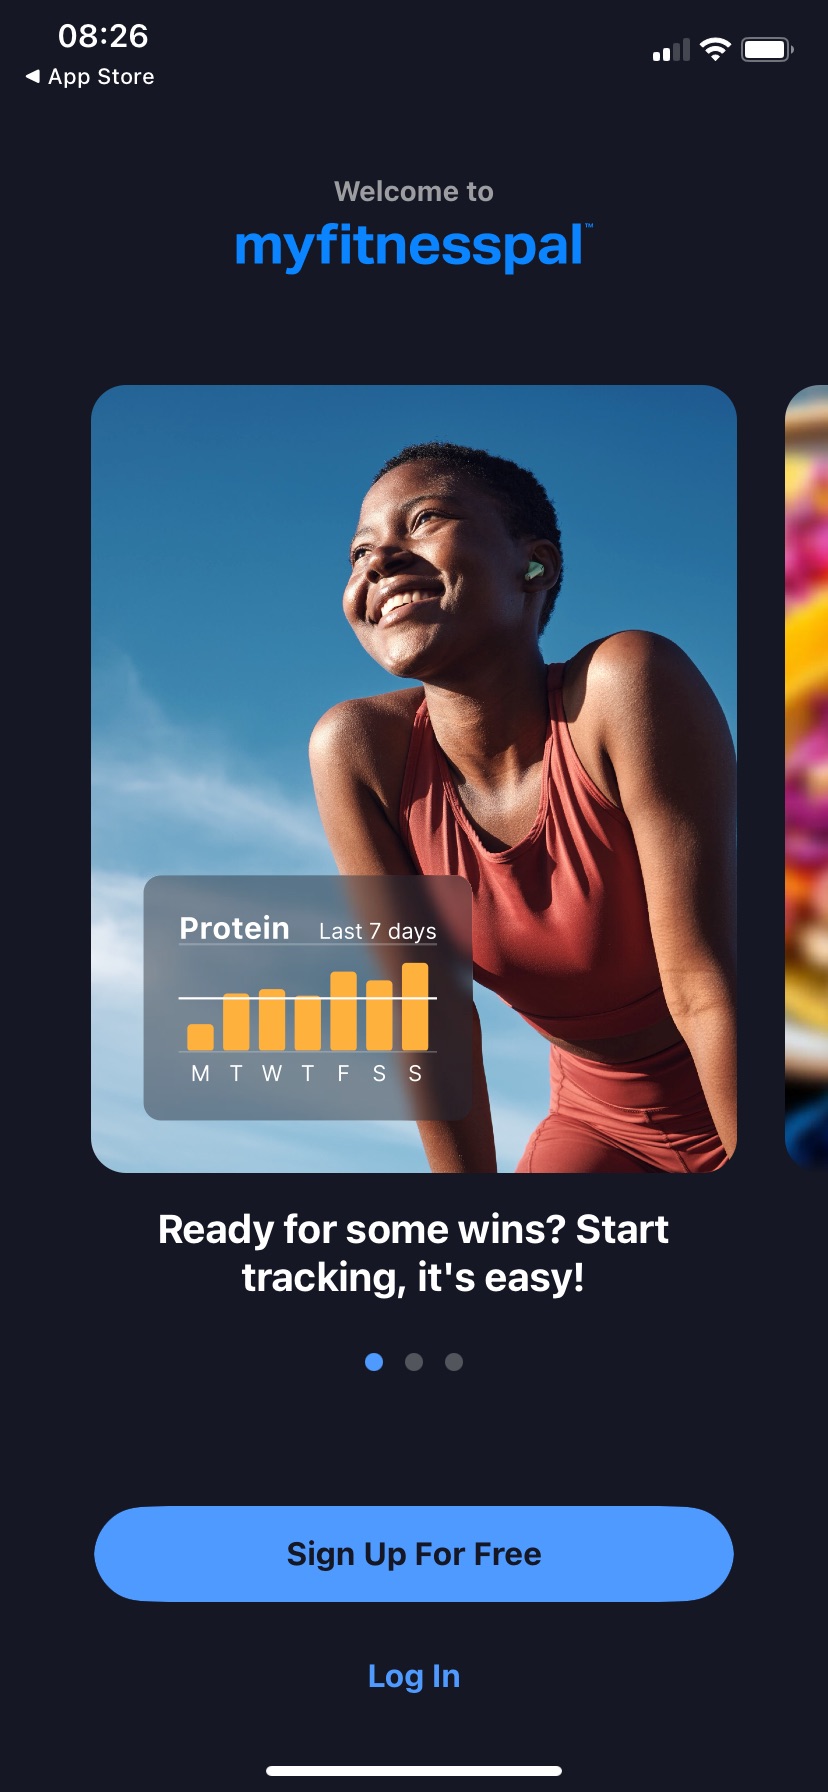 08:26
◀ App Store
Welcome to
myfitnesspal™
Protein Last 7 days
M T W T F S S
Ready for some wins? Start
tracking, it's easy!
Sign Up For Free
Log In